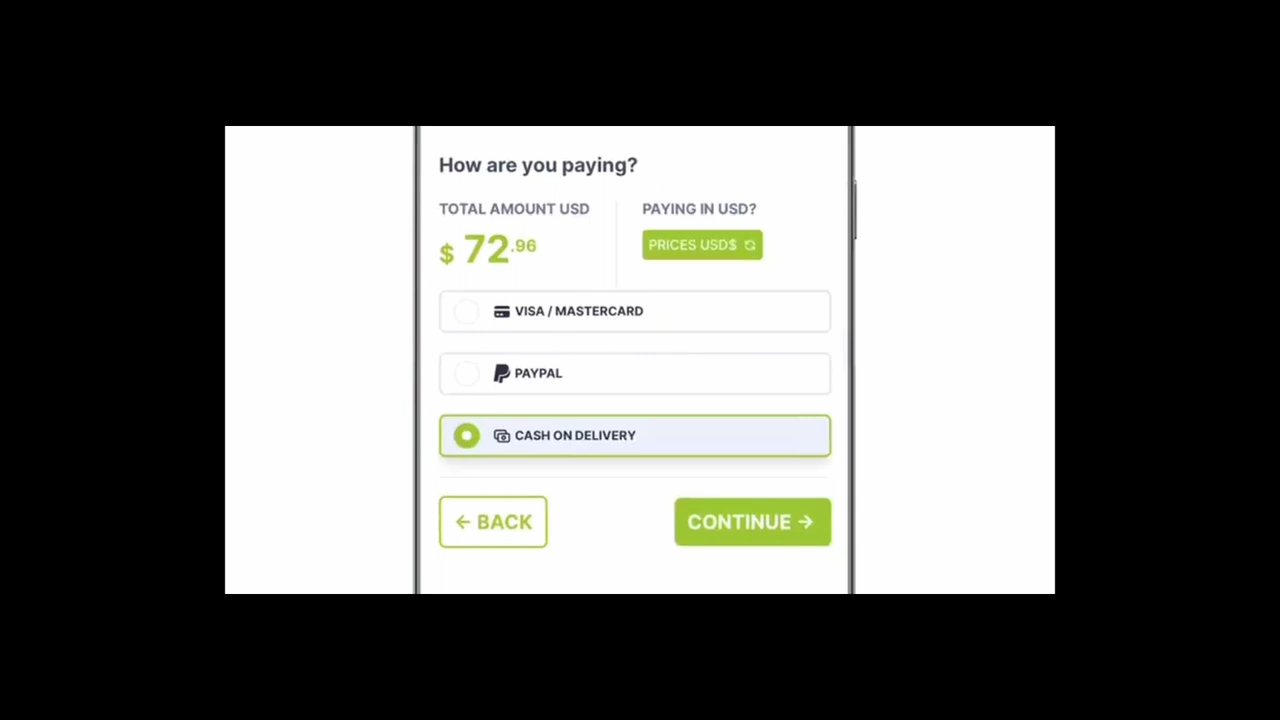 How are you paying?
TOTAL AMOUNT USD
$ 72.96
PAYING IN USD?
PRICES USD$
VISA / MASTERCARD
PAYPAL
CASH ON DELIVERY
← BACK
CONTINUE →